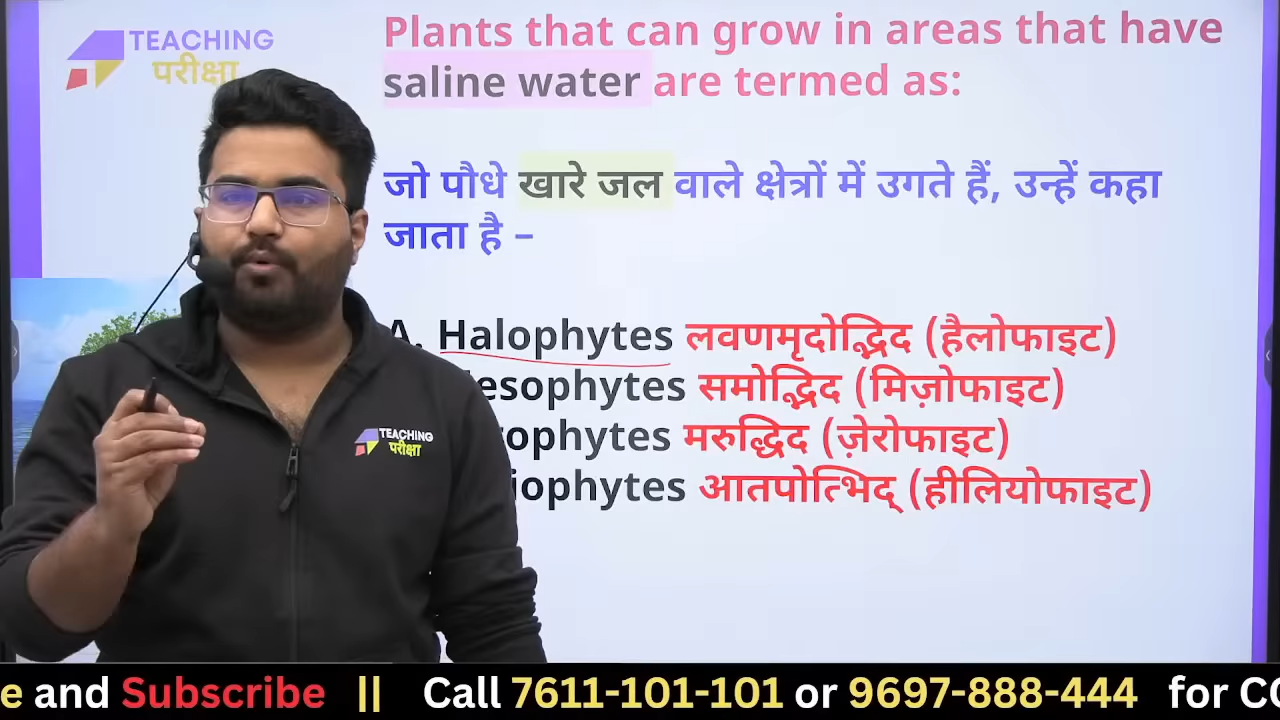 TEACHING
परीक्षा
Plants that can grow in areas that have
saline water are termed as:
जो पौधे खारे जल वाले क्षेत्रों में उगते हैं, उन्हें कहा
जाता है –
A. Halophytes लवणमृदोद्भिद (हैलोफाइट)
esophytes समोद्भिद (मिज़ोफाइट)
rophytes मरुद्भिद (ज़ेरोफाइट)
iophytes आतपोत्भिद् (हीलियोफाइट)
TEACHING
परीक्षा
e and Subscribe || Call 7611-101-101 or 9697-888-444 for CO